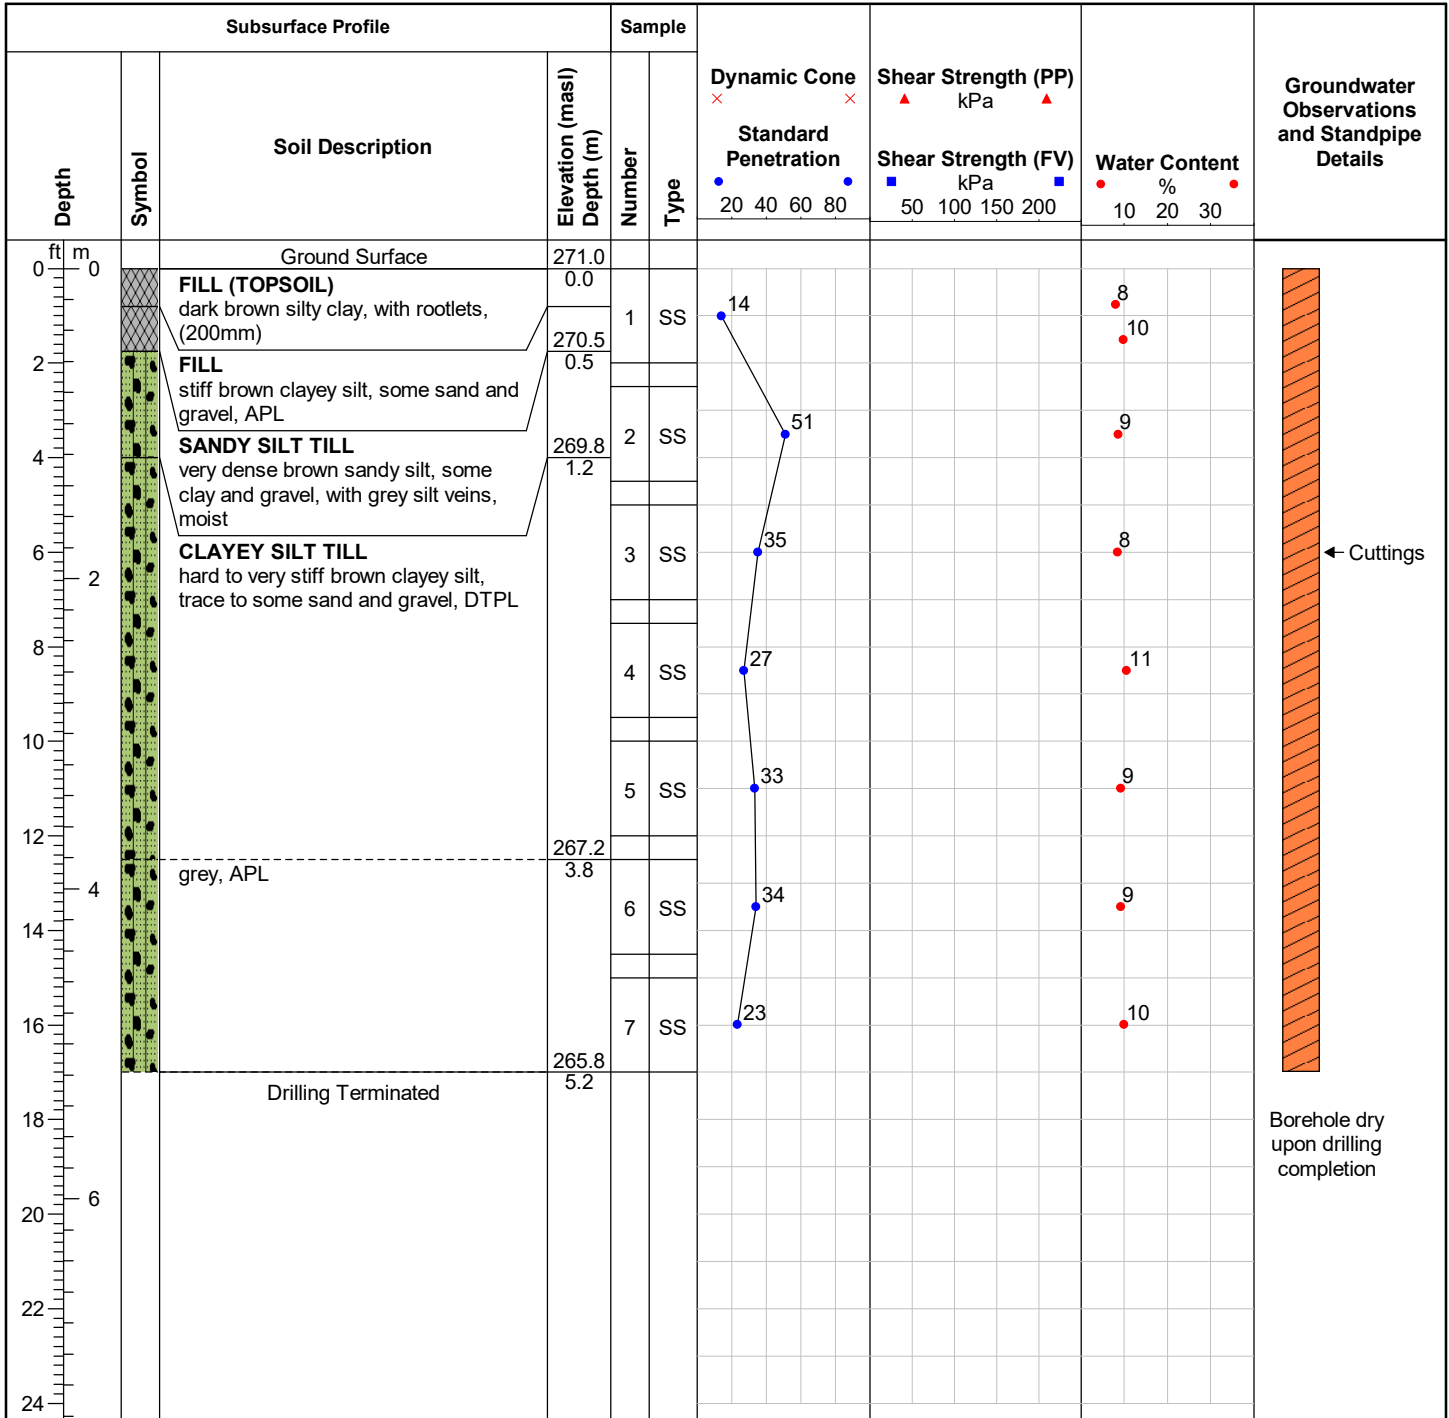 Subsurface Profile
Sample
Depth
Symbol
Soil Description
Elevation (masl)
Depth (m)
Number
Type
Dynamic Cone
Standard
Penetration
20 40 60 80
Shear Strength (PP)
kPa
Shear Strength (FV)
kPa
50 100 150 200
Water Content
%
10 20 30
Groundwater
Observations
and Standpipe
Details
ft m
Ground Surface
271.0
0 0
0.0
FILL (TOPSOIL)
dark brown silty clay, with rootlets,
(200mm)
270.5
0.5
1 SS
14
8
10
2
FILL
stiff brown clayey silt, some sand and
gravel, APL
2 SS
51
9
SANDY SILT TILL
269.8
4
1.2
very dense brown sandy silt, some
clay and gravel, with grey silt veins,
moist
CLAYEY SILT TILL
6
3 SS
35
8
Cuttings
2
hard to very stiff brown clayey silt,
trace to some sand and gravel, DTPL
8
4 SS
27
11
10
5 SS
33
9
12
267.2
3.8
grey, APL
4
6 SS
34
9
14
16
7 SS
23
10
265.8
5.2
Drilling Terminated
18
Borehole dry
upon drilling
completion
6
20
22
24